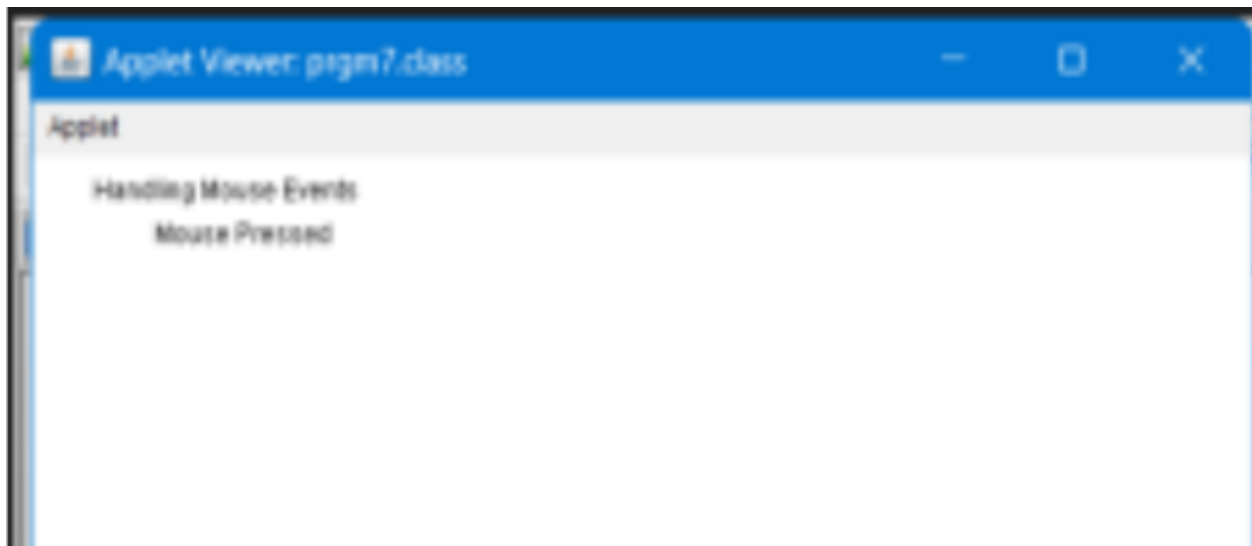 Applet Viewer: prgm7.class
Applet
Handling Mouse Events
Mouse Pressed